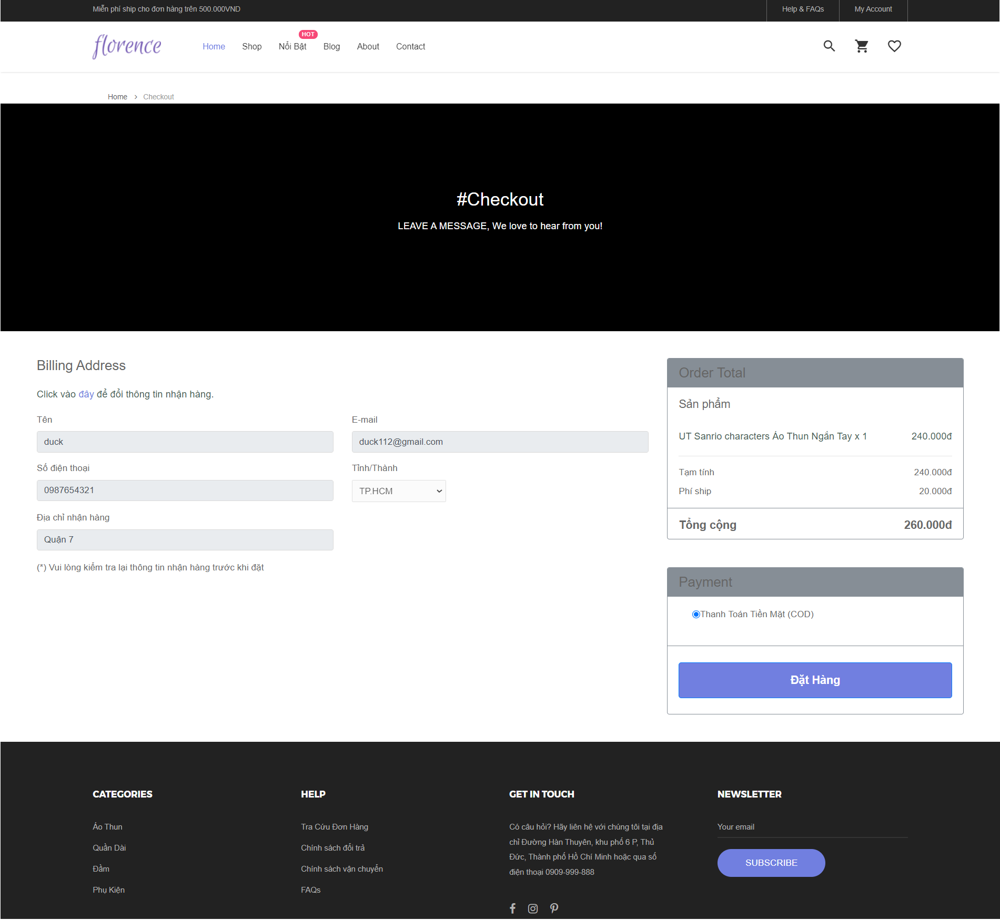 Miễn phí ship cho đơn hàng trên 500.000VND
Help & FAQs
My Account
florence
Home
Shop
Nổi Bật
HOT
Blog
About
Contact
Home
Checkout
#Checkout
LEAVE A MESSAGE, We love to hear from you!
Billing Address
Click vào đây để đổi thông tin nhận hàng.
Tên
E-mail
duck
duck112@gmail.com
Số điện thoại
Tỉnh/Thành
0987654321
TP.HCM
Địa chỉ nhận hàng
Quận 7
(*) Vui lòng kiểm tra lại thông tin nhận hàng trước khi đặt
Order Total
Sản phẩm
UT Sanrio characters Áo Thun Ngắn Tay x 1 240.000đ
Tạm tính 240.000đ
Phí ship 20.000đ
Tổng cộng 260.000đ
Payment
Thanh Toán Tiền Mặt (COD)
Đặt Hàng
CATEGORIES
Áo Thun
Quần Dài
Đầm
Phụ Kiện
HELP
Tra Cứu Đơn Hàng
Chính sách đổi trả
Chính sách vận chuyển
FAQs
GET IN TOUCH
Có câu hỏi? Hãy liên hệ với chúng tôi tại địa
chỉ Đường Hàn Thuyên, khu phố 6 P, Thủ
Đức, Thành phố Hồ Chí Minh hoặc qua số
điện thoại 0909-999-888
NEWSLETTER
Your email
SUBSCRIBE